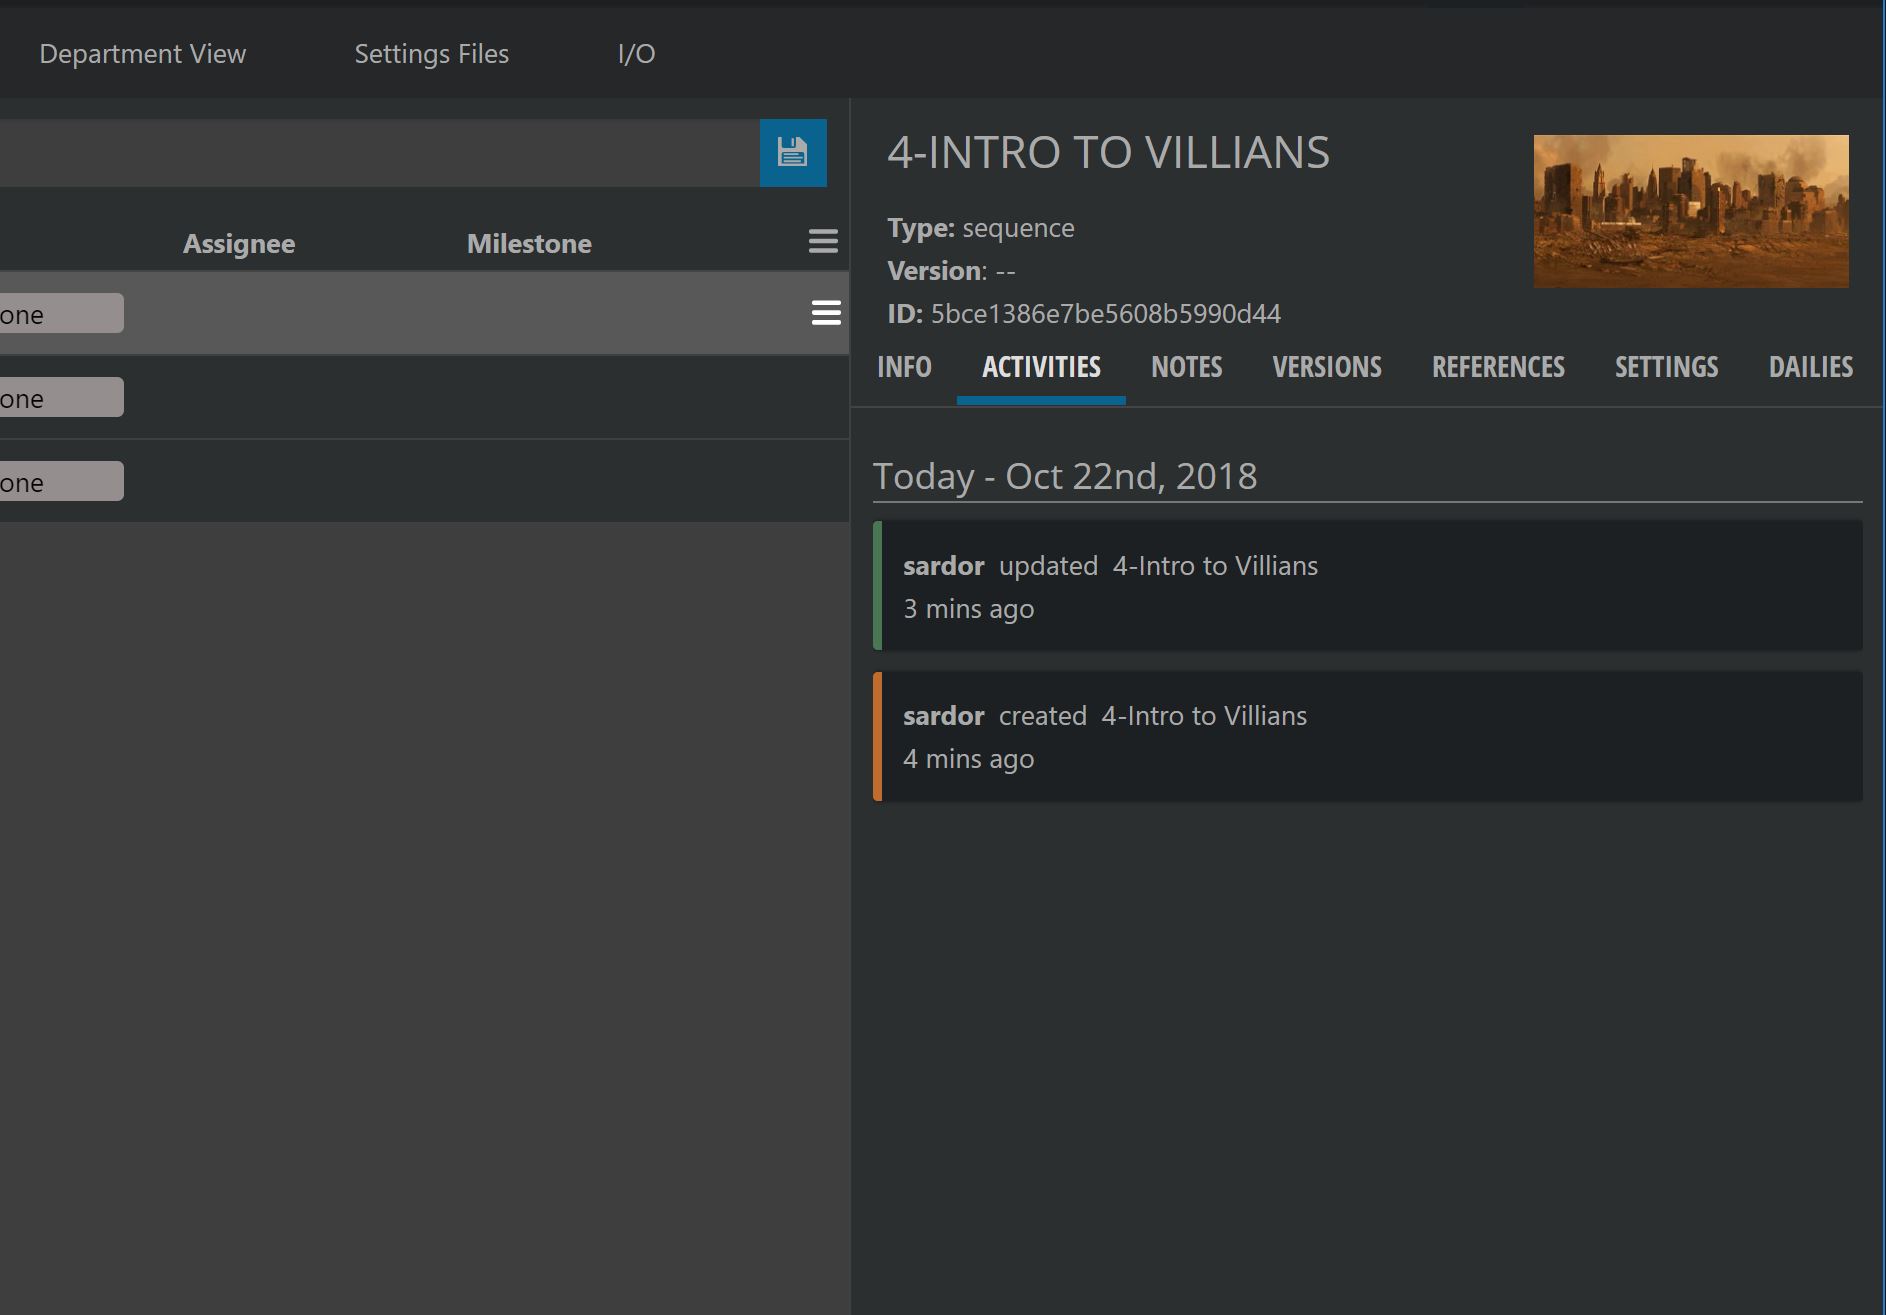 Department View Settings Files I/O
4-INTRO TO VILLIANS
Type: sequence
Version: --
ID: 5bce1386e7be5608b5990d44
Assignee Milestone
one
one
one
INFO ACTIVITIES NOTES VERSIONS REFERENCES SETTINGS DAILIES
Today - Oct 22nd, 2018
sardor updated 4-Intro to Villians
3 mins ago
sardor created 4-Intro to Villians
4 mins ago